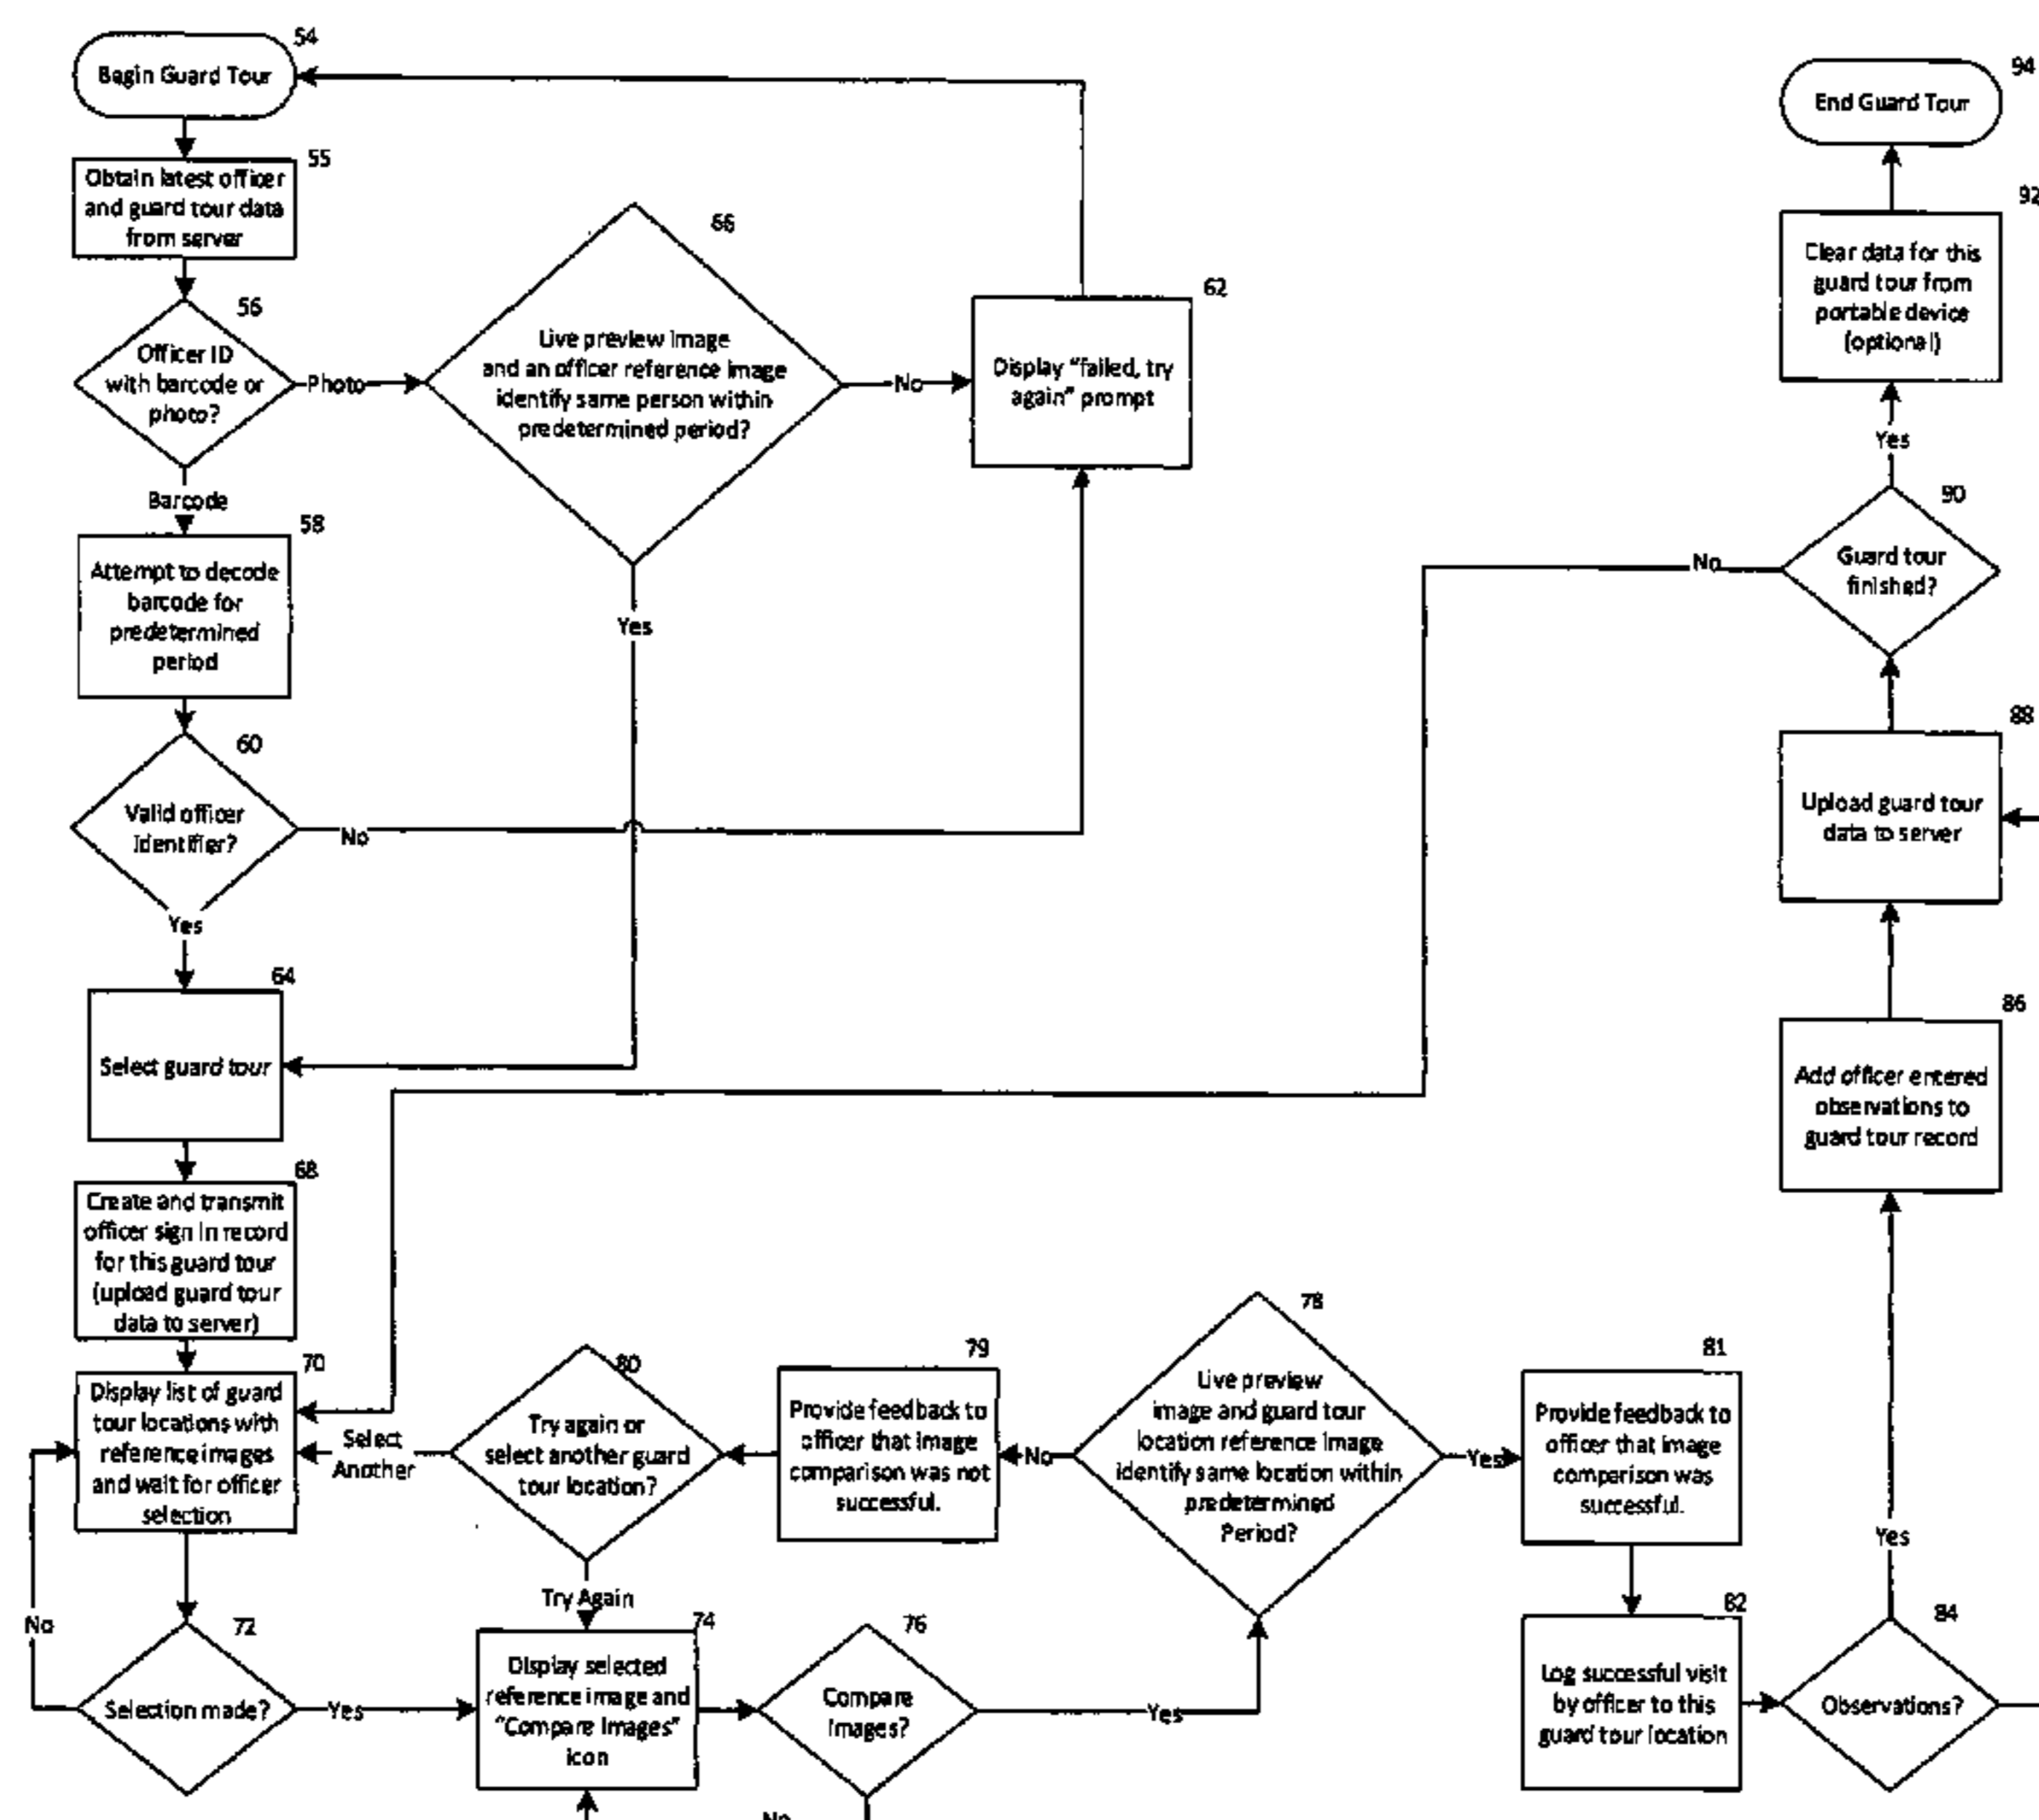 54
Begin Guard Tour
55
Obtain latest officer
and guard tour data
from server
56
Officer ID
with barcode or
photo?
Photo
Barcode
58
Attempt to decode
barcode for
predetermined
period
60
Valid officer
Identifier?
No
Yes
66
Live preview image
and an officer reference image
identify same person within
predetermined period?
No
Yes
62
Display "failed, try
again" prompt
64
Select guard tour
68
Create and transmit
officer sign in record
for this guard tour
(upload guard tour
data to server)
70
Display list of guard
tour locations with
reference images
and wait for officer
selection
72
Selection made?
No
Yes
74
Display selected
reference image and
"Compare Images"
icon
76
Compare
Images?
Yes
No
78
Live preview
image and guard tour
location reference image
identify same location within
predetermined
Period?
No
Yes
79
Provide feedback to
officer that image
comparison was not
successful.
80
Try again or
select another guard
tour location?
Select
Another
Try Again
81
Provide feedback to
officer that image
comparison was
successful.
82
Log successful visit
by officer to this
guard tour location
84
Observations?
Yes
86
Add officer entered
observations to
guard tour record
88
Upload guard tour
data to server
90
Guard tour
finished?
No
Yes
92
Clear data for this
guard tour from
portable device
(optional)
94
End Guard Tour